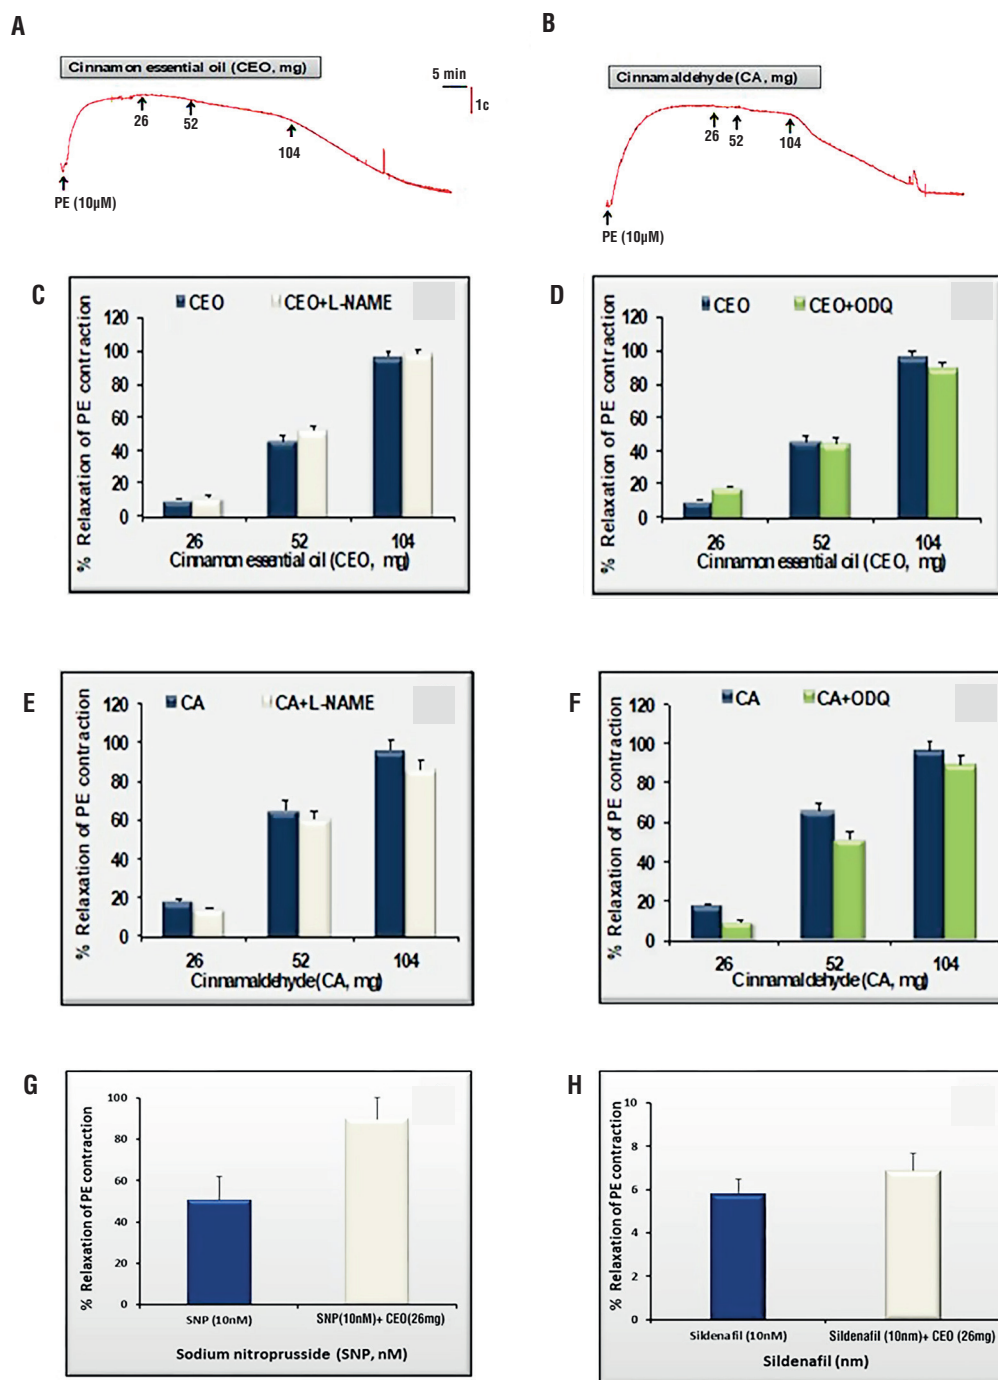 A
Cinnamon essential oil (CEO, mg)
5 min
1c
26
52
104
PE (10µM)
B
Cinnamaldehyde (CA, mg)
26
52
104
PE (10µM)
C
CEO
CEO+L-NAME
% Relaxation of PE contraction
120
100
80
60
40
20
0
26
52
104
Cinnamon essential oil (CEO, mg)
D
CEO
CEO+ODQ
% Relaxation of PE contraction
120
100
80
60
40
20
0
26
52
104
Cinnamon essential oil (CEO, mg)
E
CA
CA+L-NAME
% Relaxation of PE contraction
120
100
80
60
40
20
0
26
52
104
Cinnamaldehyde (CA, mg)
F
CA
CA+ODQ
% Relaxation of PE contraction
120
100
80
60
40
20
0
26
52
104
Cinnamaldehyde (CA, mg)
G
% Relaxation of PE contraction
100
80
60
40
20
0
SNP (10nM)
SNP(10nM)+ CEO(26mg)
Sodium nitroprusside (SNP, nM)
H
% Relaxation of PE contraction
10
8
6
4
2
0
Sildenafil (10nM)
Sildenafil (10nm)+ CEO (26mg)
Sildenafil (nm)